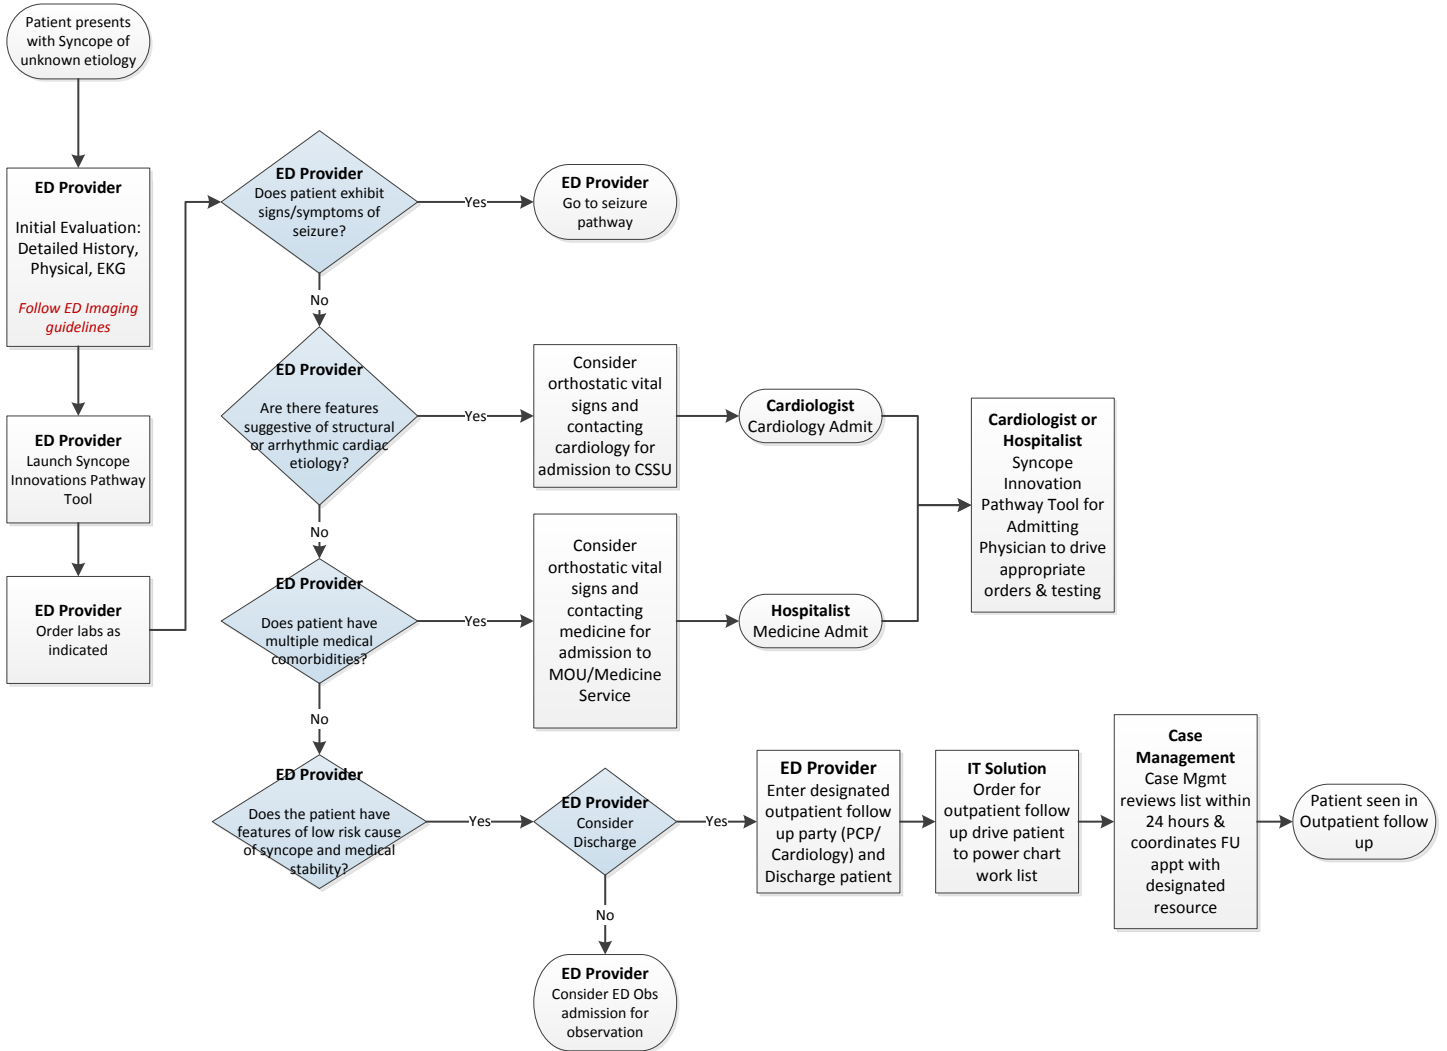 Patient presents
with Syncope of
unknown etiology
ED Provider
Initial Evaluation:
Detailed History,
Physical, EKG
Follow ED Imaging
guidelines
ED Provider
Launch Syncope
Innovations Pathway
Tool
ED Provider
Order labs as
indicated
ED Provider
Does patient exhibit
signs/symptoms of
seizure?
Yes
ED Provider
Go to seizure
pathway
No
ED Provider
Are there features
suggestive of structural
or arrhythmic cardiac
etiology?
Yes
Consider
orthostatic vital
signs and
contacting
cardiology for
admission to CSSU
Cardiologist
Cardiology Admit
Cardiologist or
Hospitalist
Syncope
Innovation
Pathway Tool for
Admitting
Physician to drive
appropriate
orders & testing
No
ED Provider
Does patient have
multiple medical
comorbidities?
Yes
Consider
orthostatic vital
signs and
contacting
medicine for
admission to
MOU/Medicine
Service
Hospitalist
Medicine Admit
No
ED Provider
Does the patient have
features of low risk cause
of syncope and medical
stability?
Yes
ED Provider
Consider
Discharge
Yes
ED Provider
Enter designated
outpatient follow
up party (PCP/
Cardiology) and
Discharge patient
IT Solution
Order for
outpatient follow
up drive patient
to power chart
work list
Case
Management
Case Mgmt
reviews list within
24 hours &
coordinates FU
appt with
designated
resource
Patient seen in
Outpatient follow
up
No
ED Provider
Consider ED Obs
admission for
observation